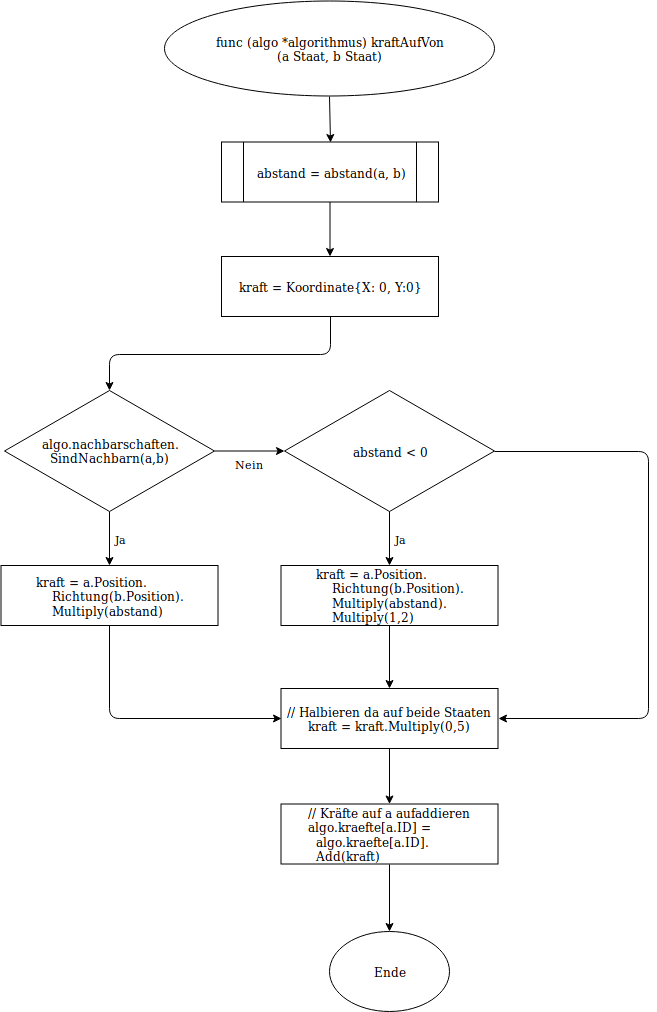 func (algo *algorithmus) kraftAufVon
(a Staat, b Staat)
abstand = abstand(a, b)
kraft = Koordinate{X: 0, Y:0}
algo.nachbarschaften.
SindNachbarn(a,b)
Nein
abstand < 0
Ja
Ja
kraft = a.Position.
Richtung(b.Position).
Multiply(abstand)
kraft = a.Position.
Richtung(b.Position).
Multiply(abstand).
Multiply(1,2)
// Halbieren da auf beide Staaten
kraft = kraft.Multiply(0,5)
// Kräfte auf a aufaddieren
algo.kraefte[a.ID] =
algo.kraefte[a.ID].
Add(kraft)
Ende